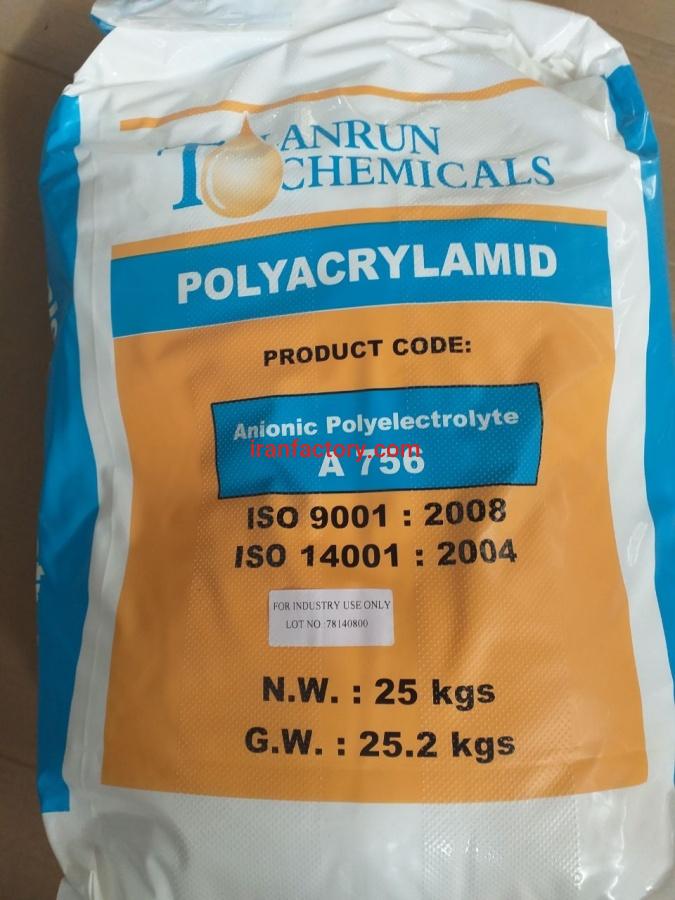 TIANRUN
CHEMICALS
POLYACRYLAMID
PRODUCT CODE:
Anionic Polyelectrolyte
iranfactory.com
A 756
ISO 9001 : 2008
ISO 14001 : 2004
FOR INDUSTRY USE ONLY
LOT NO :78140800
N.W. : 25 kgs
G.W. : 25.2 kgs